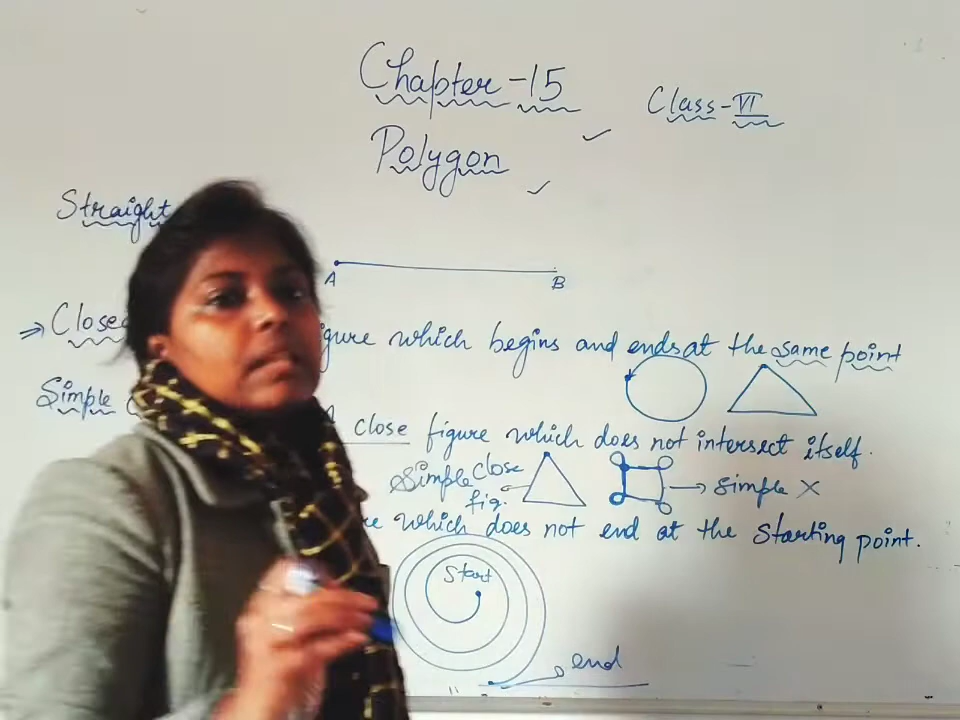 Chapter-15
Class-VI
Polygon
Straight
A B
⇒ Closed
figure which begins and ends at the same point
Simple
close figure which does not intersect itself.
Simple close
fig.
→ simple X
which does not end at the starting point.
Start
end